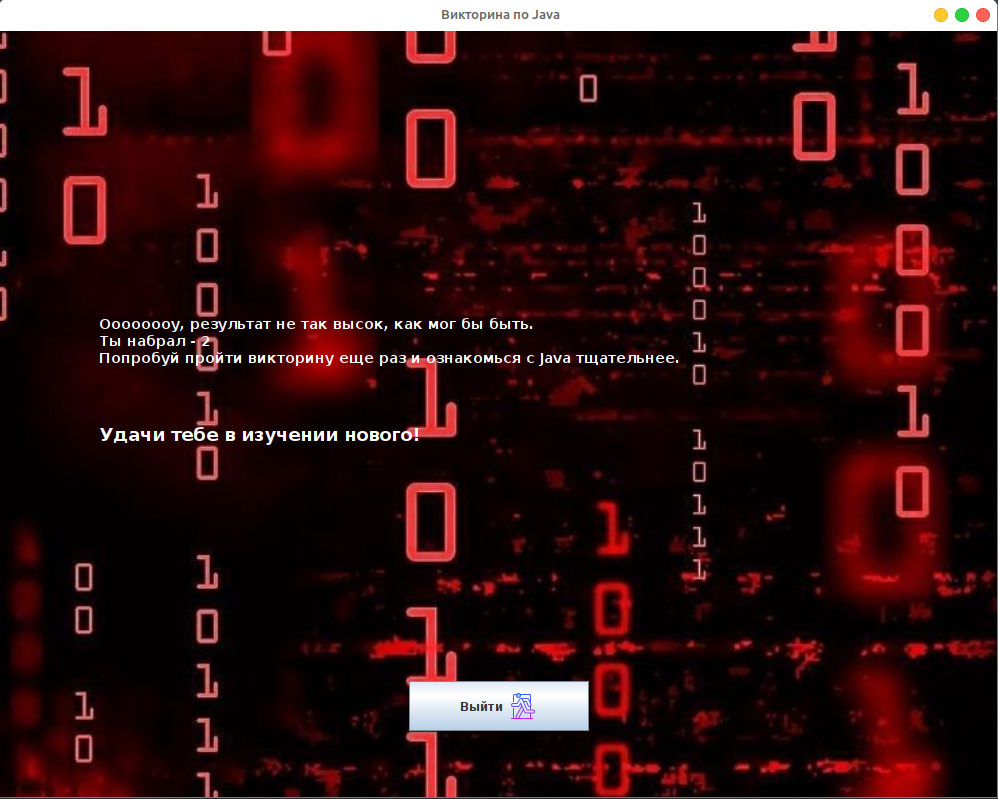 Викторина по Java
Оооооооу, результат не так высок, как мог бы быть.
Ты набрал - 2
Попробуй пройти викторину еще раз и ознакомься с Java тщательнее.
Удачи тебе в изучении нового!
Выйти